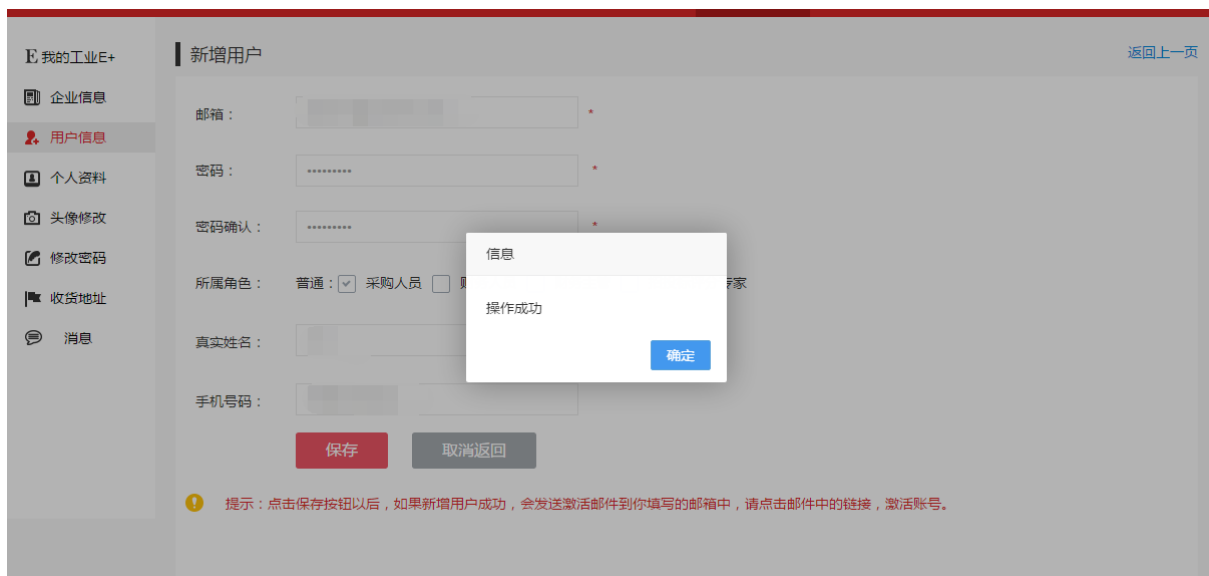 E 我的工业E+
企业信息
用户信息
个人资料
头像修改
修改密码
收货地址
消息
新增用户
返回上一页
邮箱： *
密码： ········· *
密码确认： ········· *
所属角色： 普通： 采购人员
专家
真实姓名：
手机号码：
信息
操作成功
确定
保存 取消返回
提示：点击保存按钮以后，如果新增用户成功，会发送激活邮件到你填写的邮箱中，请点击邮件中的链接，激活账号。